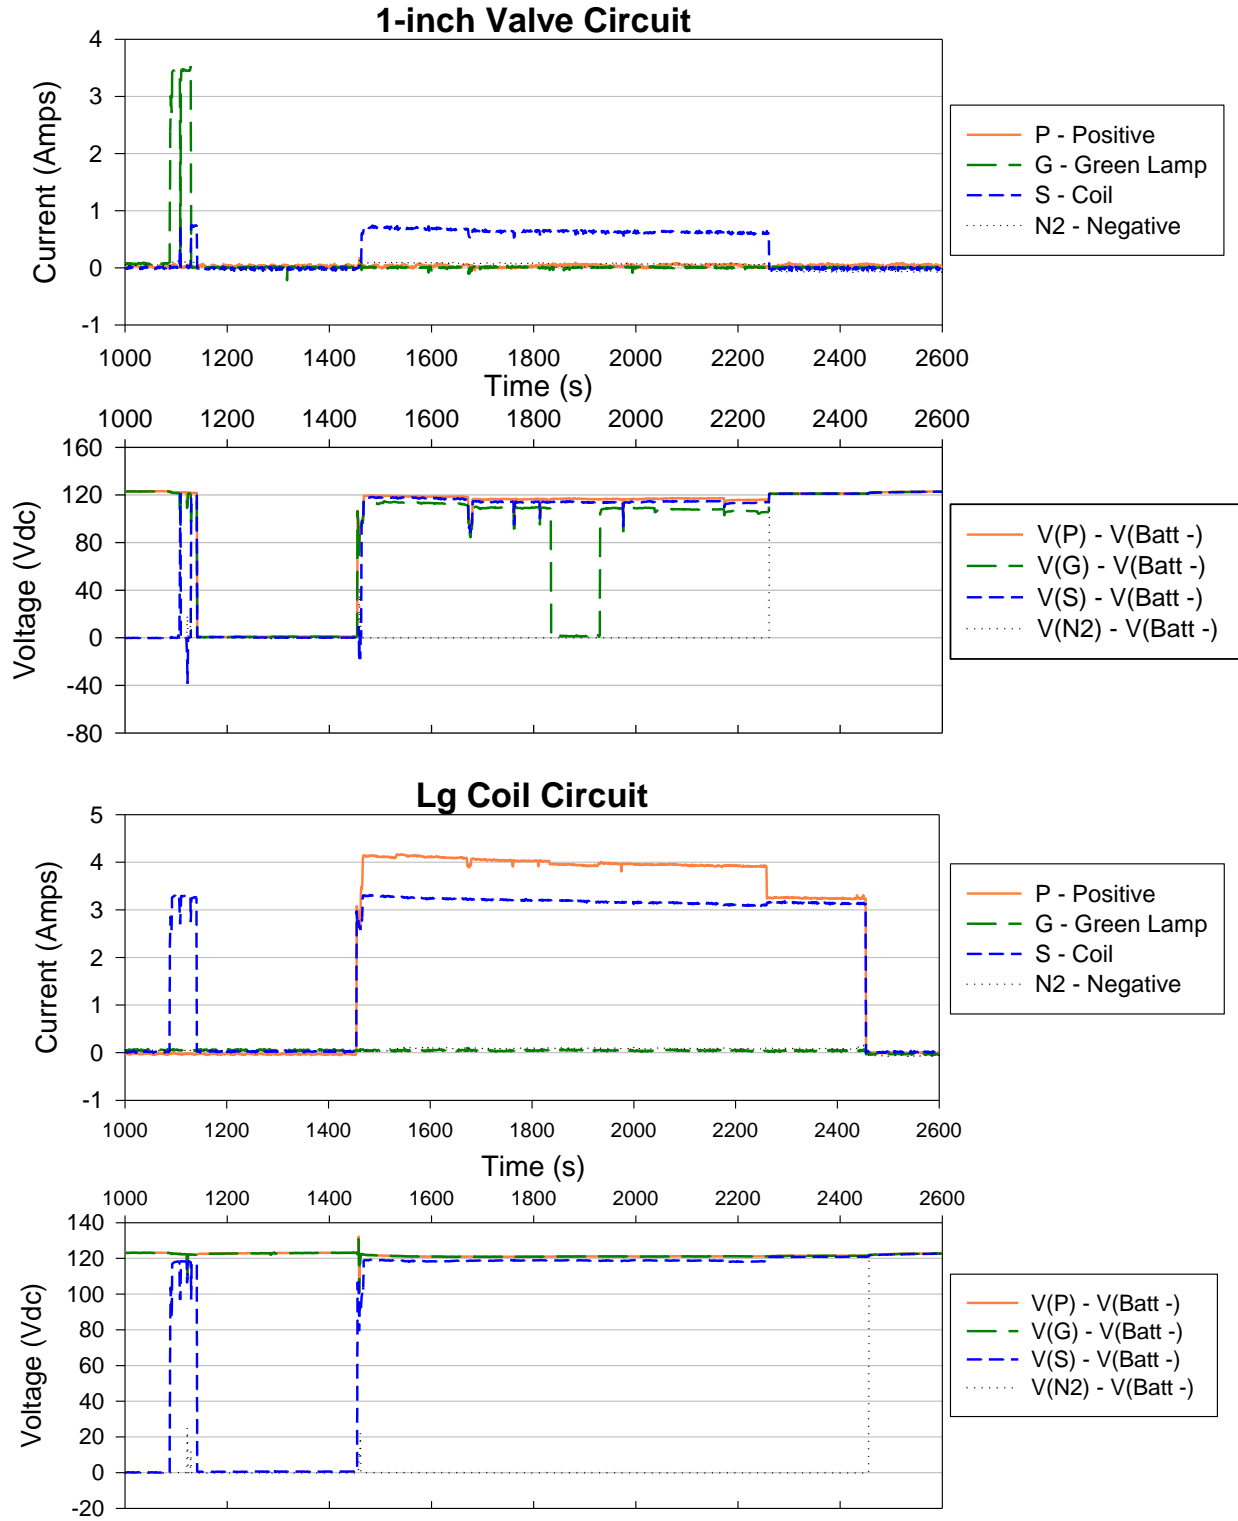 1-inch Valve Circuit
Current (Amps)
4
3
2
1
0
-1
1000 1200 1400 1600 1800 2000 2200 2400 2600
Time (s)
P - Positive
G - Green Lamp
S - Coil
N2 - Negative
1000 1200 1400 1600 1800 2000 2200 2400 2600
Voltage (Vdc)
160
120
80
40
0
-40
-80
V(P) - V(Batt -)
V(G) - V(Batt -)
V(S) - V(Batt -)
V(N2) - V(Batt -)
Lg Coil Circuit
Current (Amps)
5
4
3
2
1
0
-1
1000 1200 1400 1600 1800 2000 2200 2400 2600
Time (s)
P - Positive
G - Green Lamp
S - Coil
N2 - Negative
1000 1200 1400 1600 1800 2000 2200 2400 2600
Voltage (Vdc)
140
120
100
80
60
40
20
0
-20
V(P) - V(Batt -)
V(G) - V(Batt -)
V(S) - V(Batt -)
V(N2) - V(Batt -)